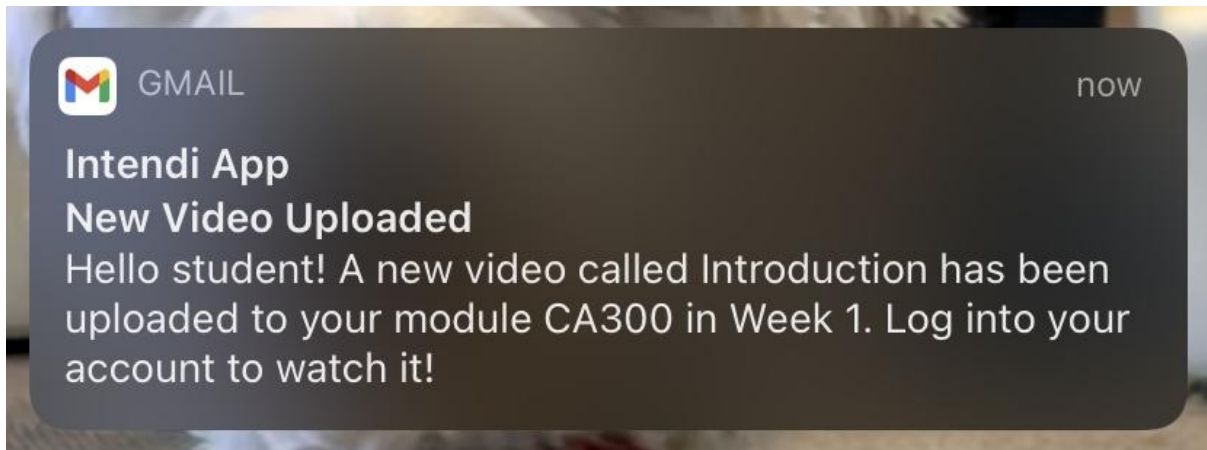 GMAIL now
Intendi App
New Video Uploaded
Hello student! A new video called Introduction has been
uploaded to your module CA300 in Week 1. Log into your
account to watch it!